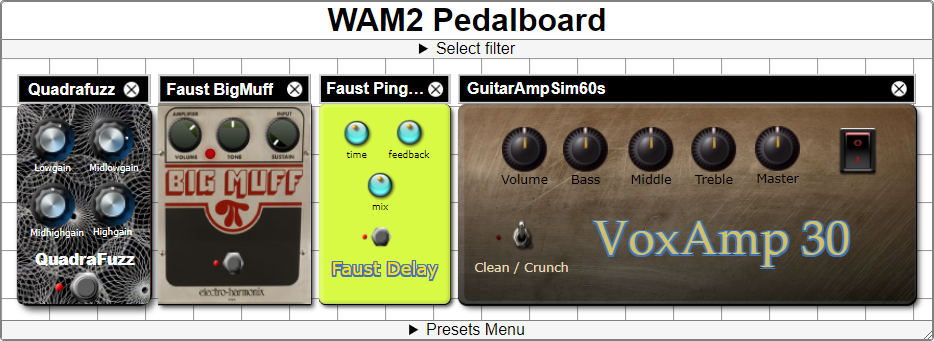 WAM2 Pedalboard
▶ Select filter
Quadrafuzz
Lowgain Midlowgain
Midhighgain Highgain
QuadraFuzz
Faust BigMuff
AMPLIFIER INPUT
VOLUME TONE SUSTAIN
BIG MUFF
π
electro-harmonix
Faust Ping...
time feedback
mix
Faust Delay
GuitarAmpSim60s
Volume Bass Middle Treble Master
VoxAmp 30
Clean / Crunch
▶ Presets Menu